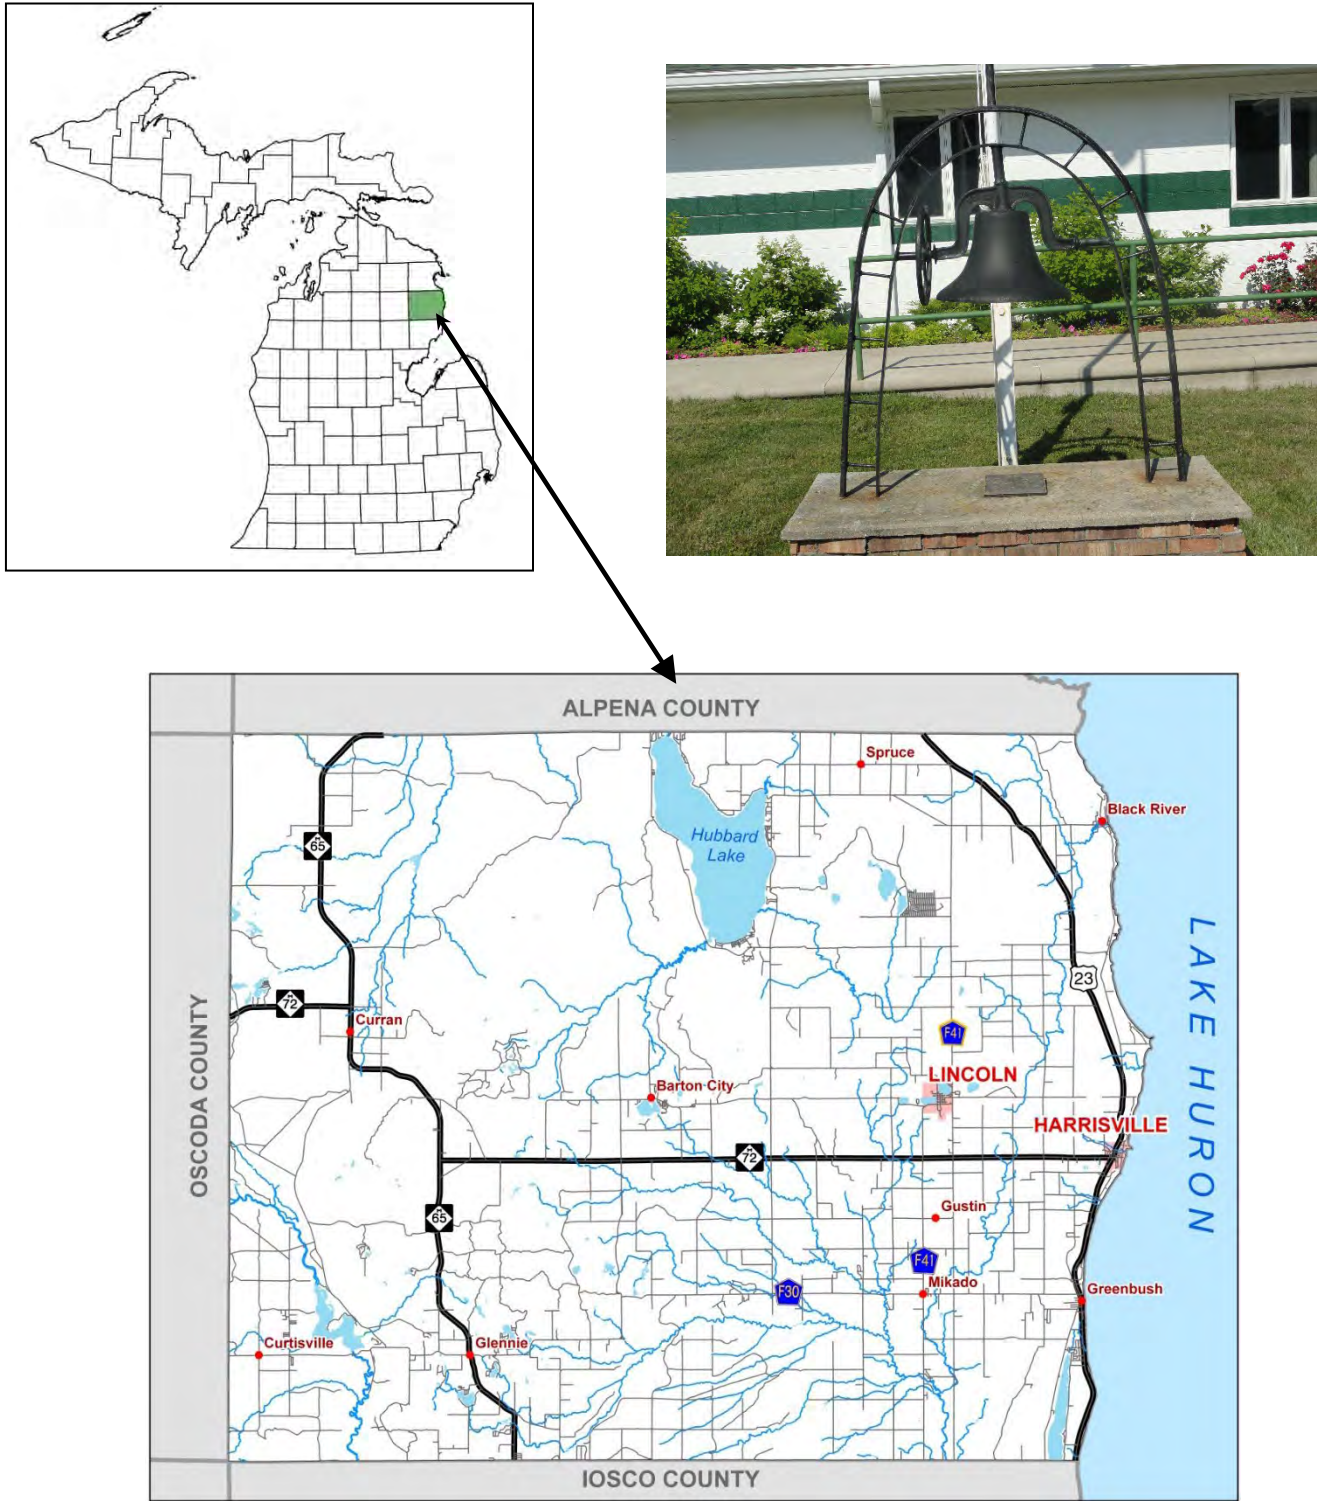 ALPENA COUNTY
Spruce
Black River
Hubbard
Lake
M
65
23
LAKE HURON
M
72
Curran
F41
OSCODA COUNTY
LINCOLN
Barton City
HARRISVILLE
M
72
M
65
Gustin
F41
Mikado
F30
Greenbush
Curtisville
Glennie
IOSCO COUNTY